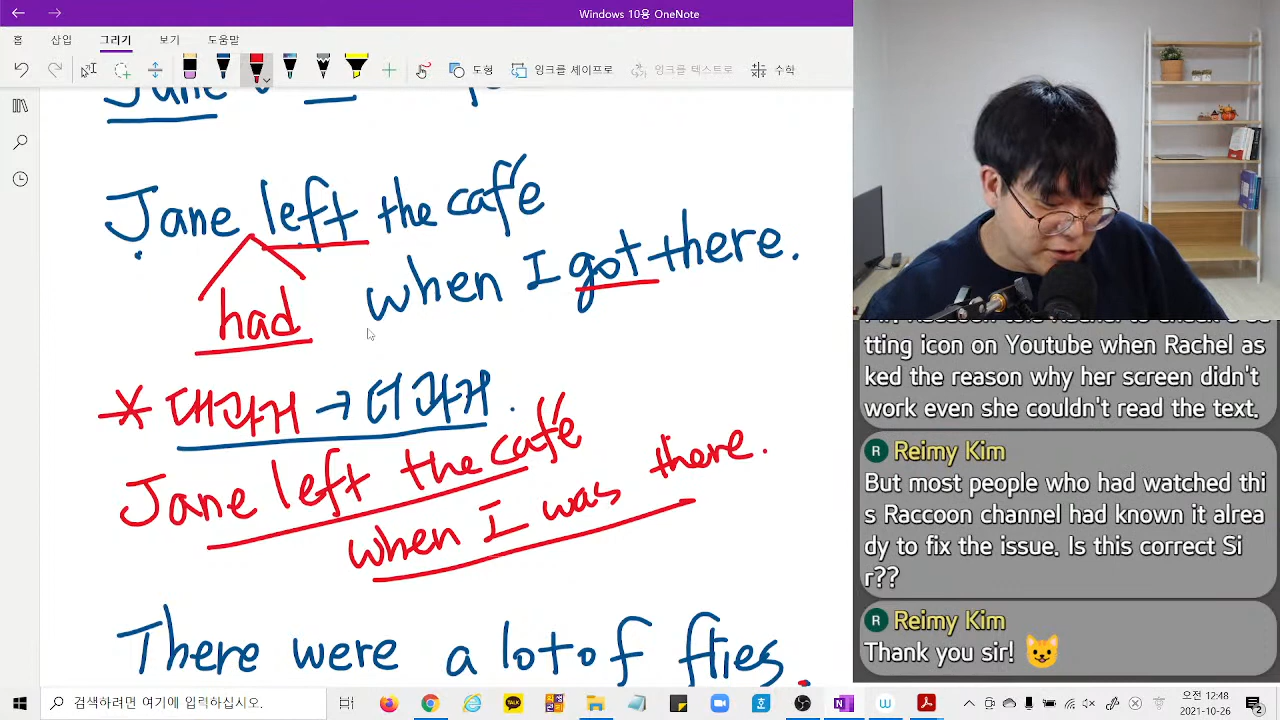 Windows 10용 OneNote
홈 삽입 그리기 보기 도움말
도형 잉크를 셰이프로 잉크를 텍스트로 수학
Jane left the café
had when I got there.
* 대과거 → 더과거.
Jane left the café
when I was there.
There were a lot of flies.
tting icon on Youtube when Rachel as
ked the reason why her screen didn't
work even she couldn't read the text.
Reimy Kim
But most people who had watched thi
s Raccoon channel had known it alrea
dy to fix the issue. Is this correct Si
r??
Reimy Kim
Thank you sir!
검색하려면 여기에 입력하십시오.
오전 1:48
2021-10-26